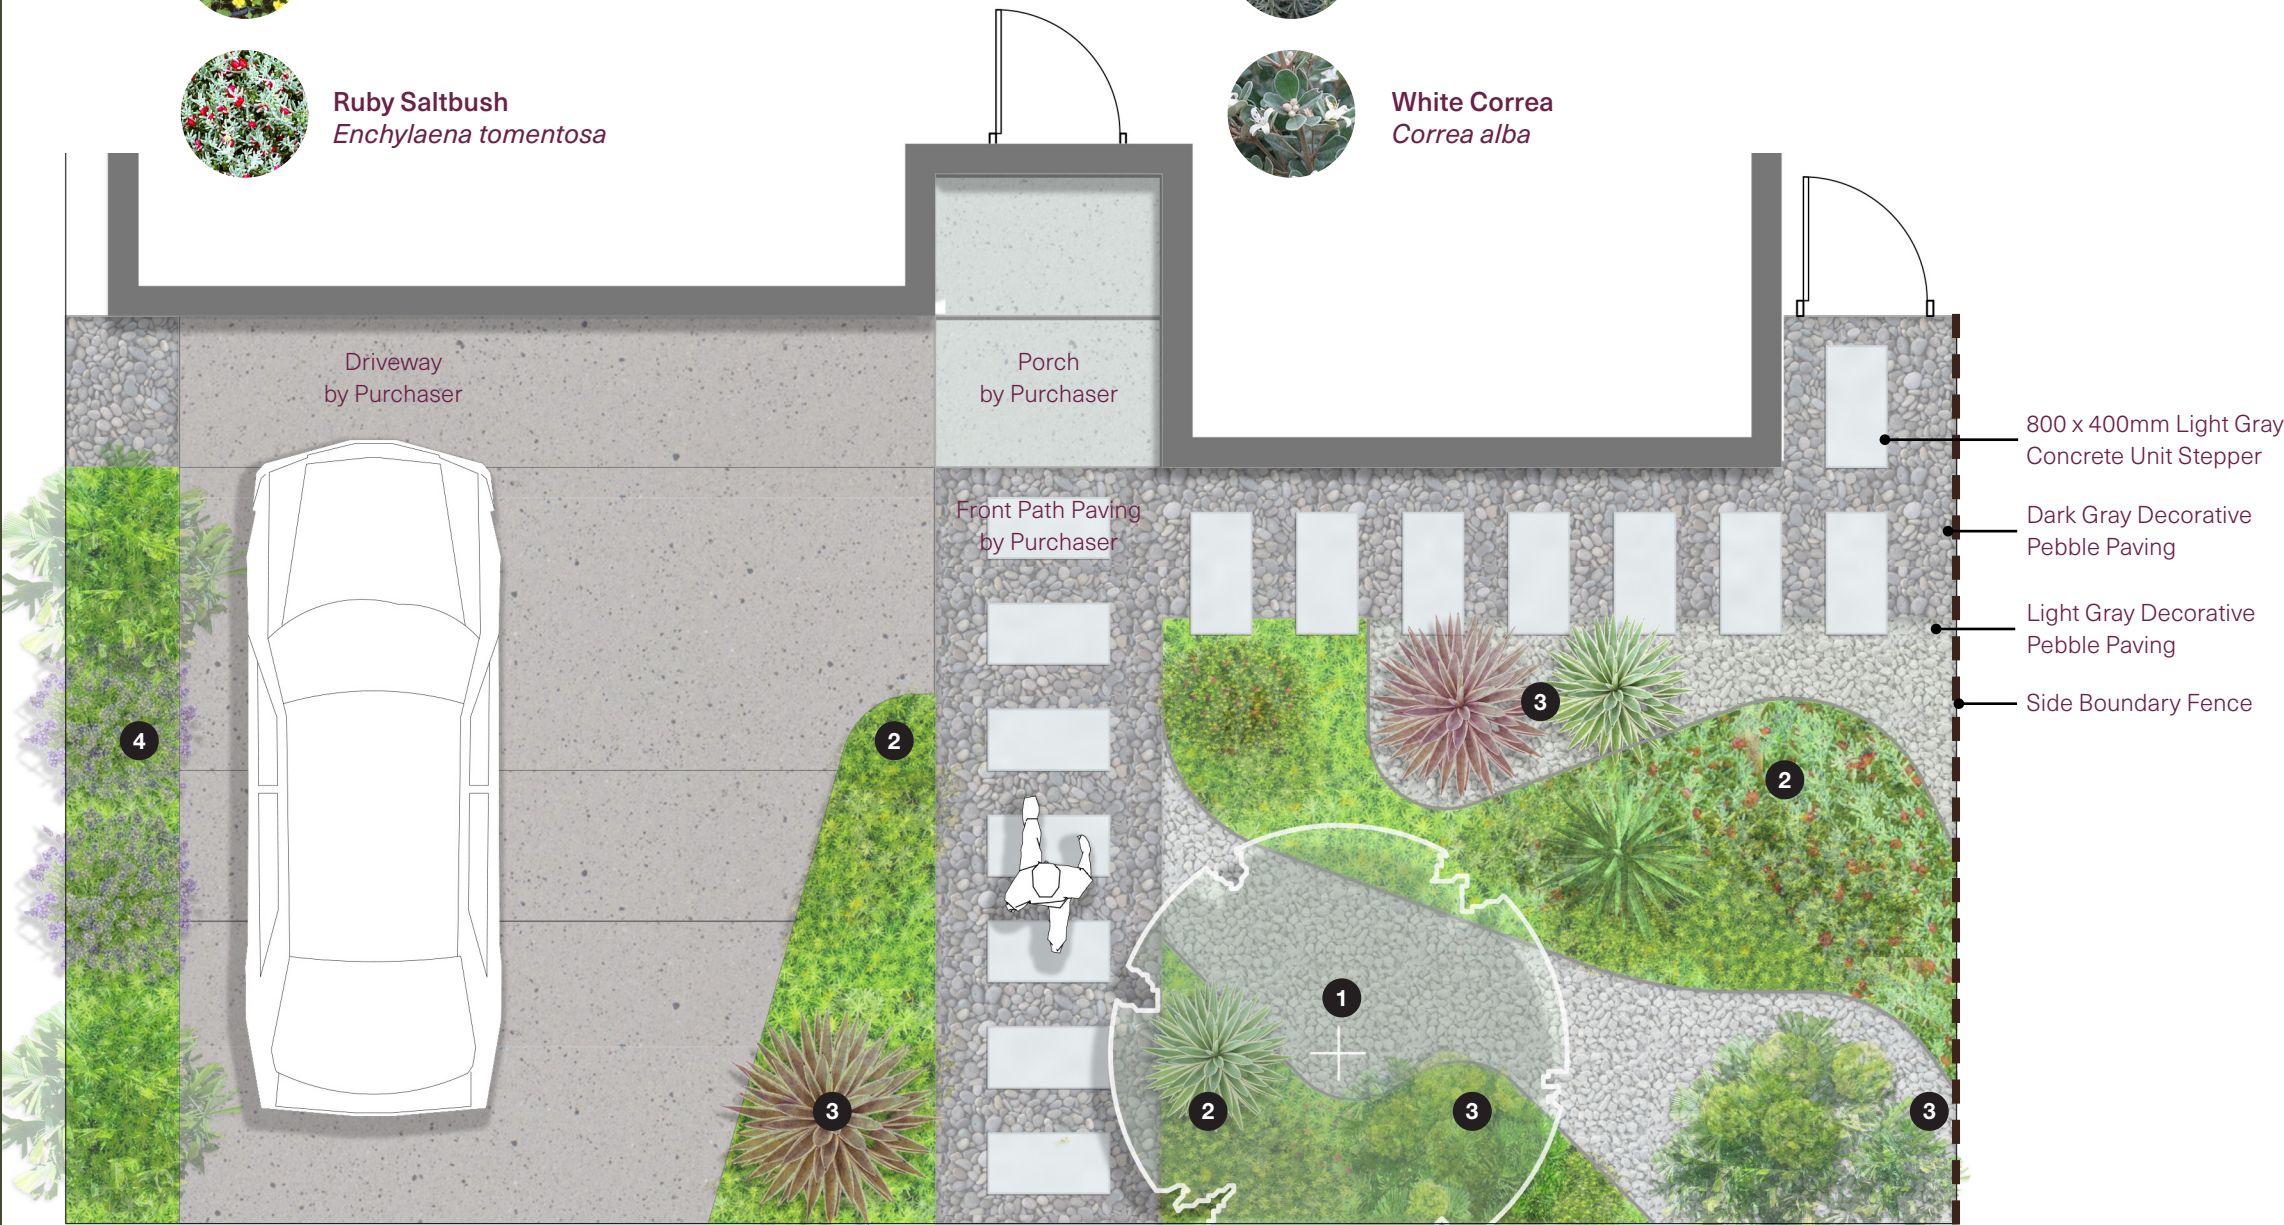 Ruby Saltbush
Enchylaena tomentosa
White Correa
Correa alba
Driveway
by Purchaser
Porch
by Purchaser
800 x 400mm Light Gray
Concrete Unit Stepper
Front Path Paving
by Purchaser
Dark Gray Decorative
Pebble Paving
Light Gray Decorative
Pebble Paving
Side Boundary Fence
3
4
2
2
1
3
2
3
3